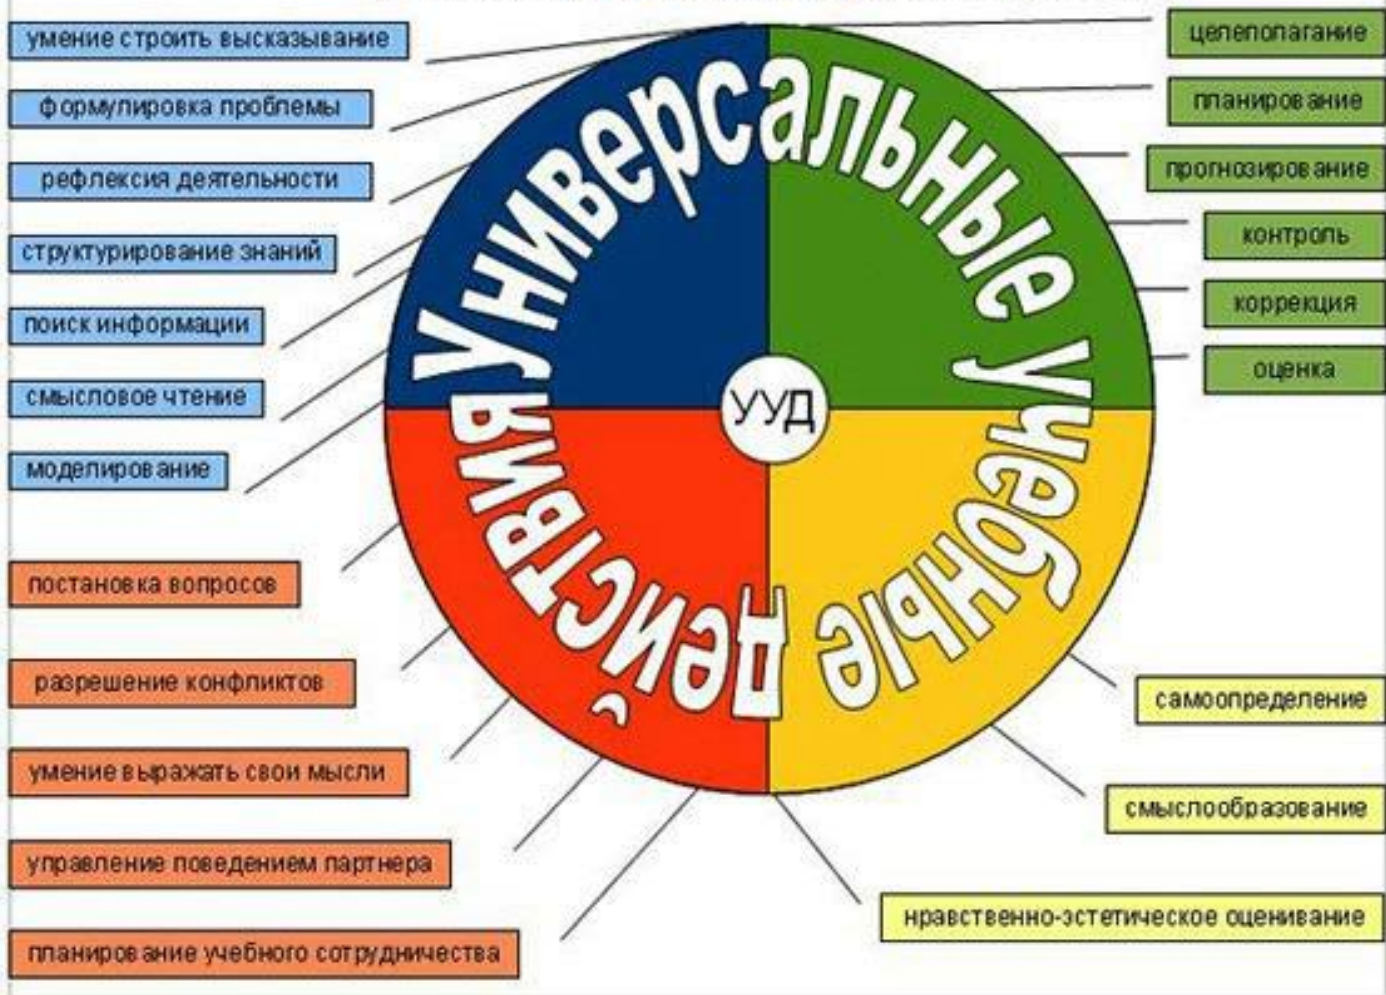 умение строить высказывание
формулировка проблемы
рефлексия деятельности
структурирование знаний
поиск информации
смысловое чтение
моделирование
постановка вопросов
разрешение конфликтов
умение выражать свои мысли
управление поведением партнера
планирование учебного сотрудничества
Универсальные учебные действия
УУД
целеполагание
планирование
прогнозирование
контроль
коррекция
оценка
самоопределение
смыслообразование
нравственно-эстетическое оценивание